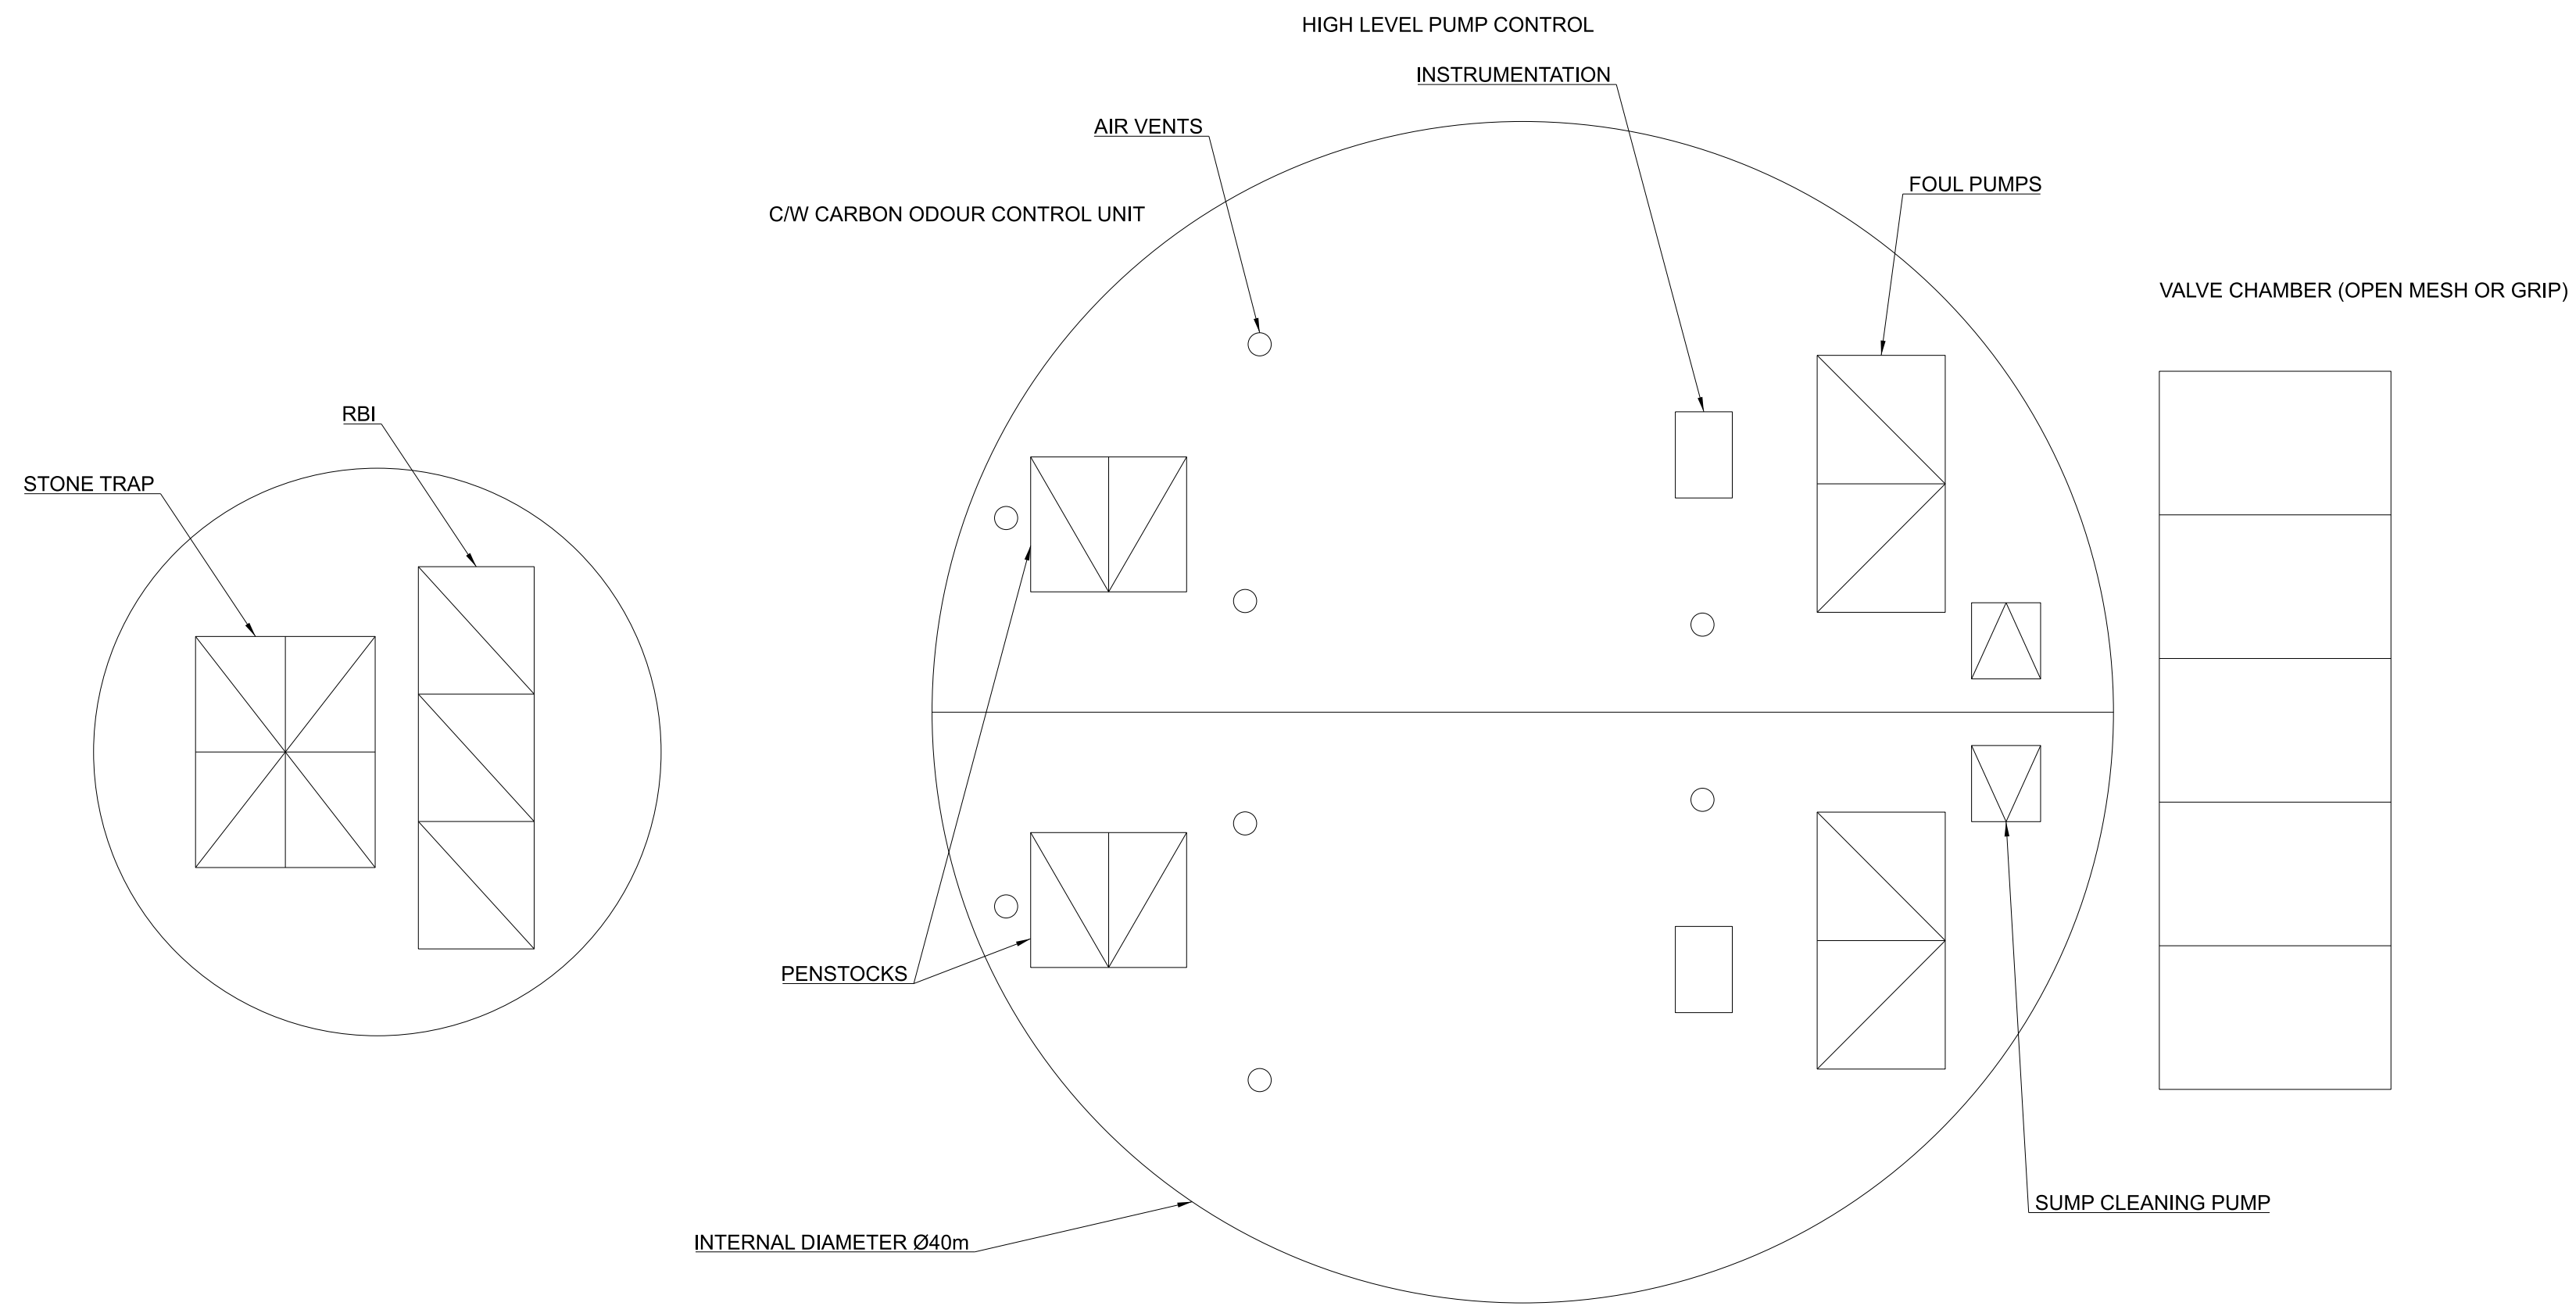 HIGH LEVEL PUMP CONTROL
INSTRUMENTATION
AIR VENTS
FOUL PUMPS
C/W CARBON ODOUR CONTROL UNIT
VALVE CHAMBER (OPEN MESH OR GRIP)
RBI
STONE TRAP
PENSTOCKS
SUMP CLEANING PUMP
INTERNAL DIAMETER Ø40m